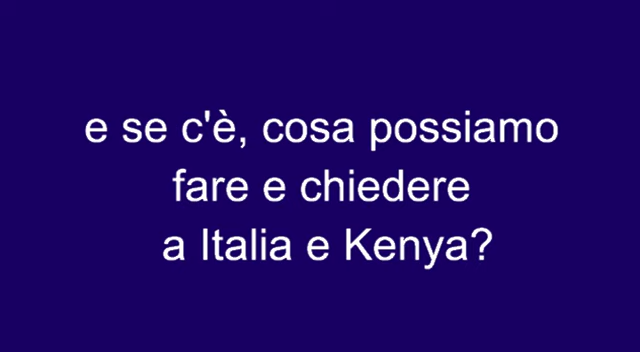 e se c'è, cosa possiamo
fare e chiedere
a Italia e Kenya?